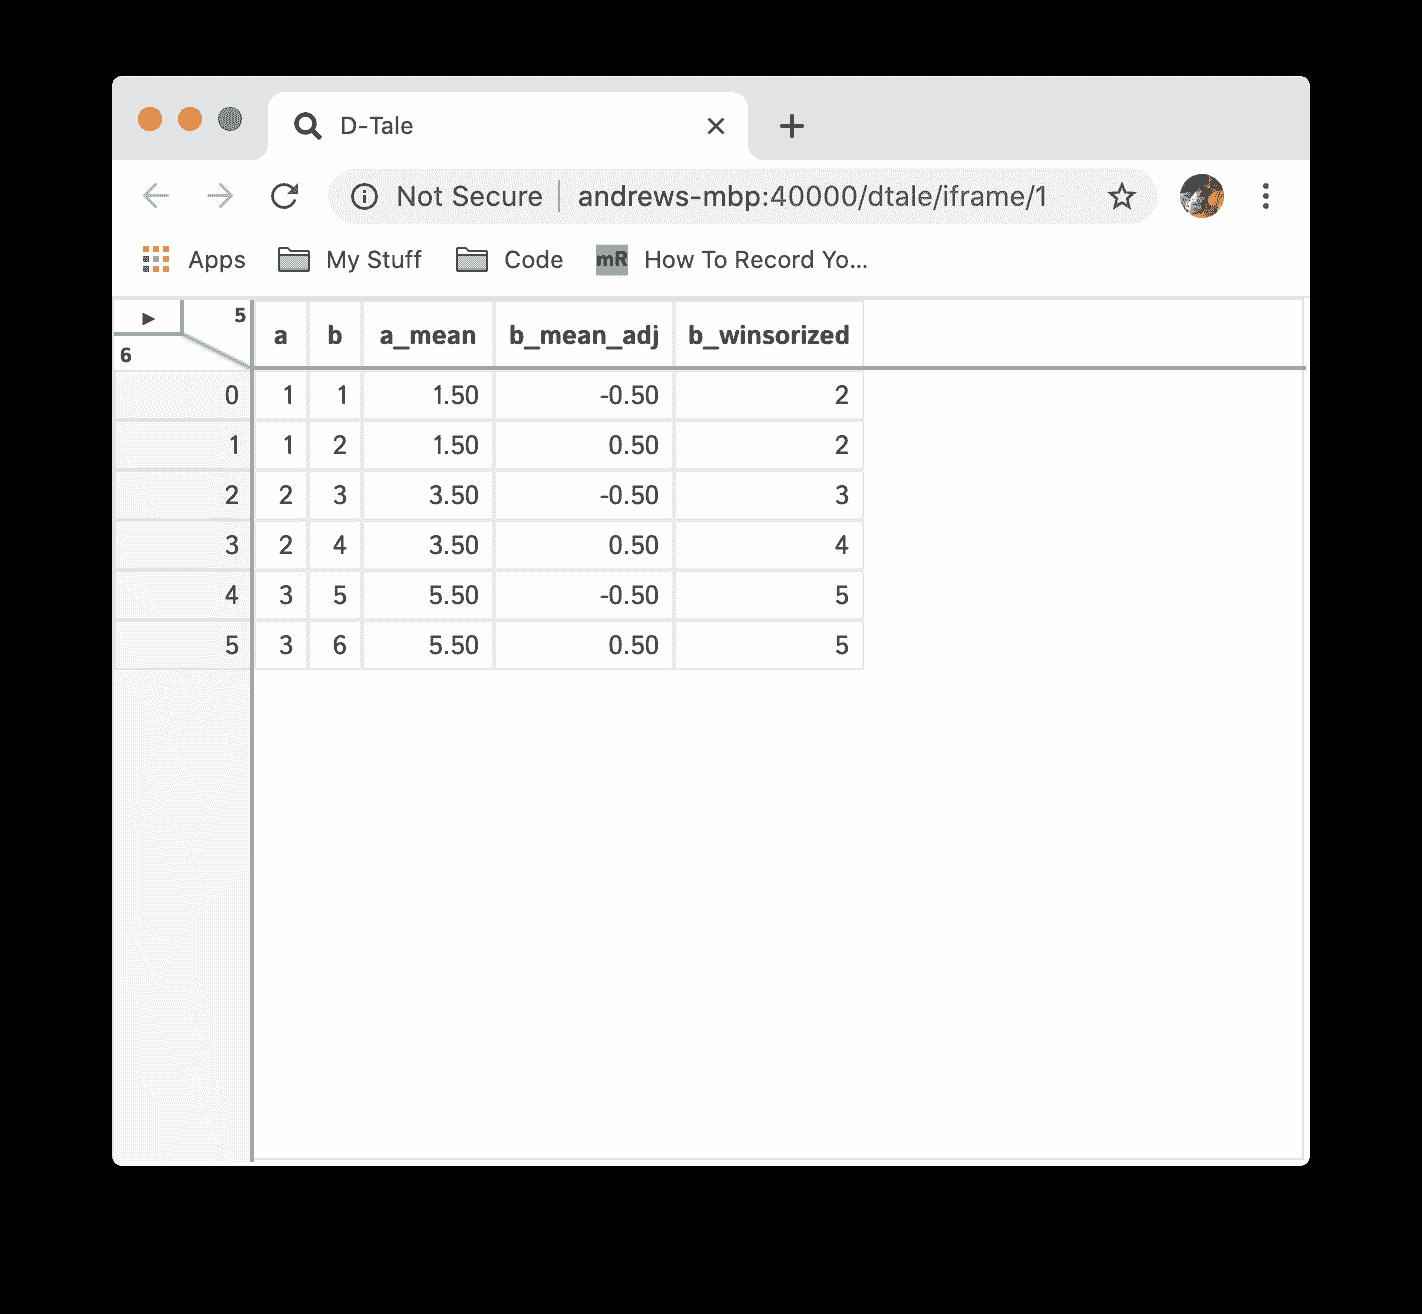 D-Tale
Not Secure andrews-mbp:40000/dtale/iframe/1
Apps My Stuff Code mR How To Record Yo...
5
6
a b a_mean b_mean_adj b_winsorized
0 1 1 1.50 -0.50 2
1 1 2 1.50 0.50 2
2 2 3 3.50 -0.50 3
3 2 4 3.50 0.50 4
4 3 5 5.50 -0.50 5
5 3 6 5.50 0.50 5